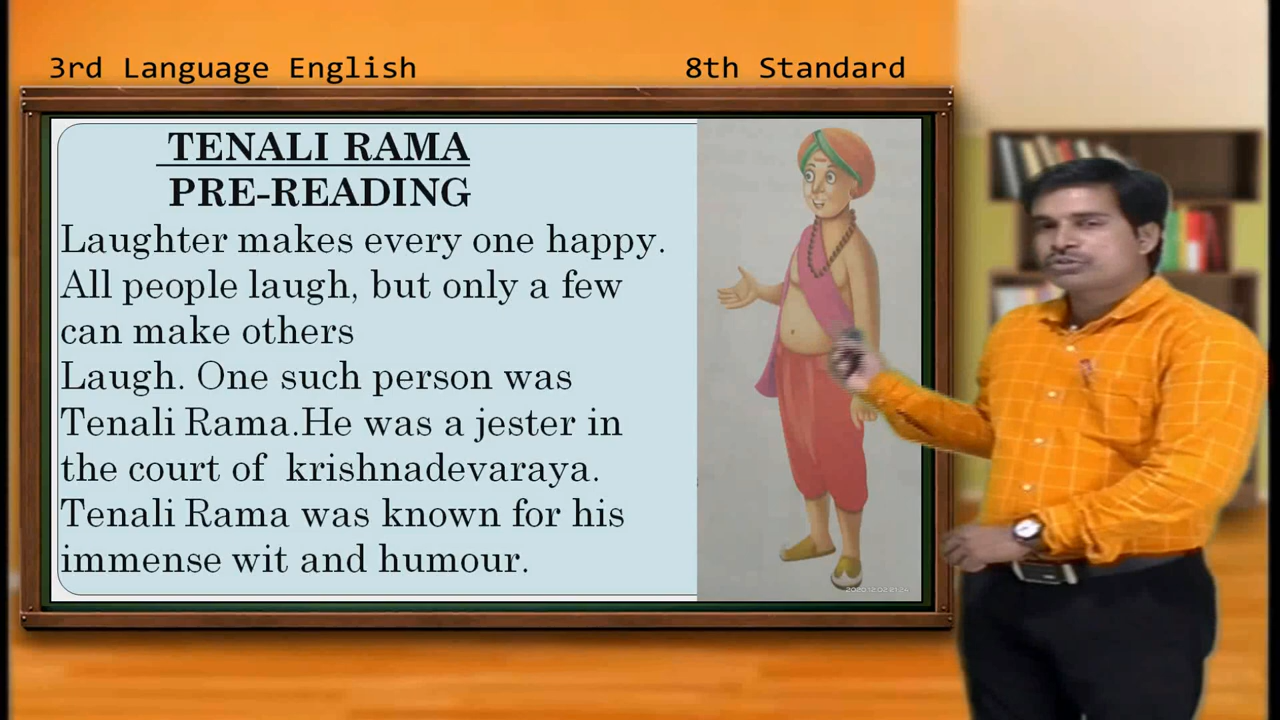 3rd Language English
8th Standard
TENALI RAMA
PRE-READING
Laughter makes every one happy.
All people laugh, but only a few
can make others
Laugh. One such person was
Tenali Rama.He was a jester in
the court of  krishnadevaraya.
Tenali Rama was known for his
immense wit and humour.